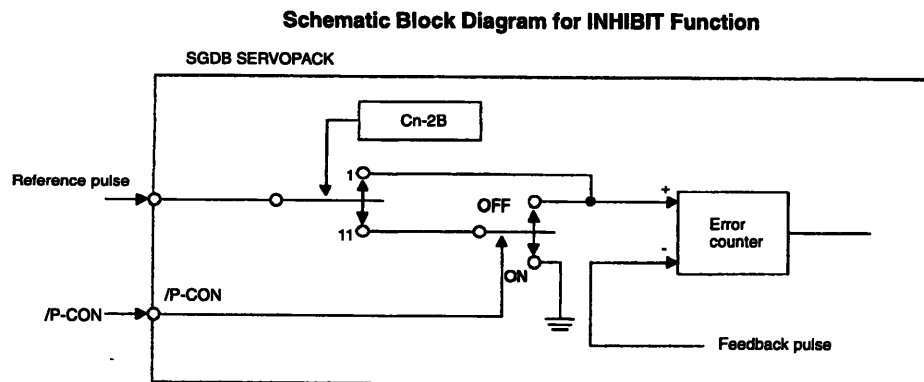 Schematic Block Diagram for INHIBIT Function
SGDB SERVOPACK
Cn-2B
Reference pulse
1
OFF
+
Error
counter
11
-
ON
/P-CON
/P-CON
Feedback pulse